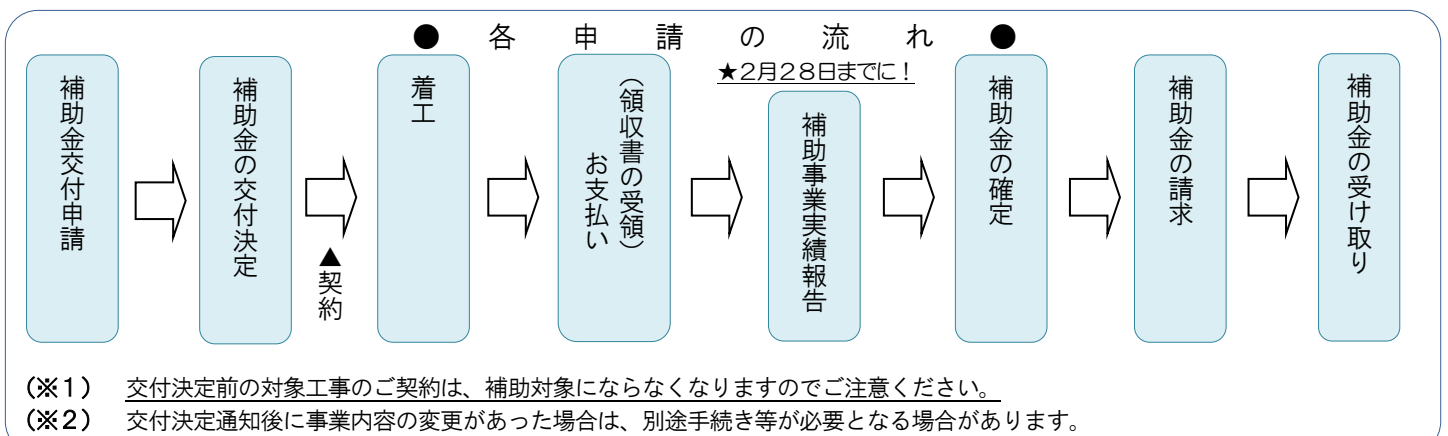 ● 各 申 請 の 流 れ ●
補助金交付申請
補助金の交付決定
▲契約
着工
お支払い
（領収書の受領）
★2月28日までに！
補助事業実績報告
補助金の確定
補助金の請求
補助金の受け取り
（※1） 交付決定前の対象工事のご契約は、補助対象にならなくなりますのでご注意ください。
（※2） 交付決定通知後に事業内容の変更があった場合は、別途手続き等が必要となる場合があります。